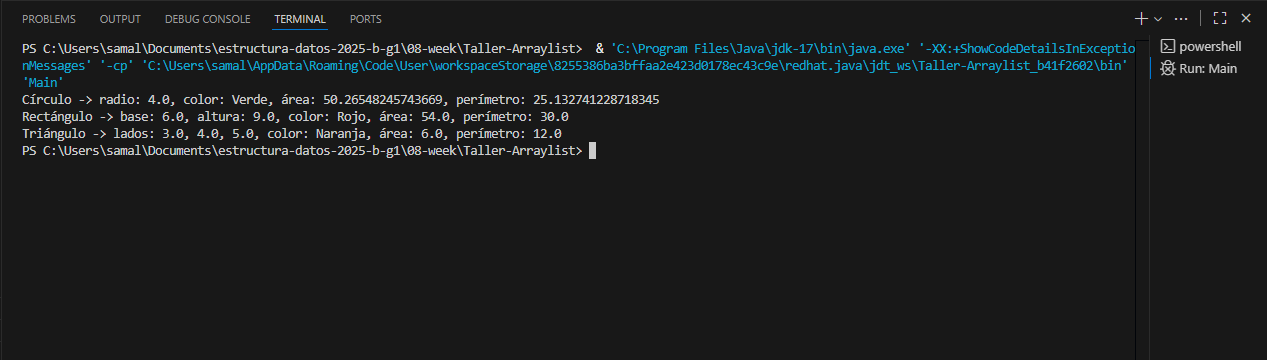 PROBLEMS OUTPUT DEBUG CONSOLE TERMINAL PORTS
PS C:\Users\samal\Documents\estructura-datos-2025-b-g1\08-week\Taller-Arraylist> & 'C:\Program Files\Java\jdk-17\bin\java.exe' '-XX:+ShowCodeDetailsInExceptio
nMessages' '-cp' 'C:\Users\samal\AppData\Roaming\Code\User\workspaceStorage\8255386ba3bffaa2e423d0178ec43c9e\redhat.java\jdt_ws\Taller-Arraylist_b41f2602\bin'
'Main'
Círculo -> radio: 4.0, color: Verde, área: 50.26548245743669, perímetro: 25.132741228718345
Rectángulo -> base: 6.0, altura: 9.0, color: Rojo, área: 54.0, perímetro: 30.0
Triángulo -> lados: 3.0, 4.0, 5.0, color: Naranja, área: 6.0, perímetro: 12.0
PS C:\Users\samal\Documents\estructura-datos-2025-b-g1\08-week\Taller-Arraylist>
powershell
Run: Main